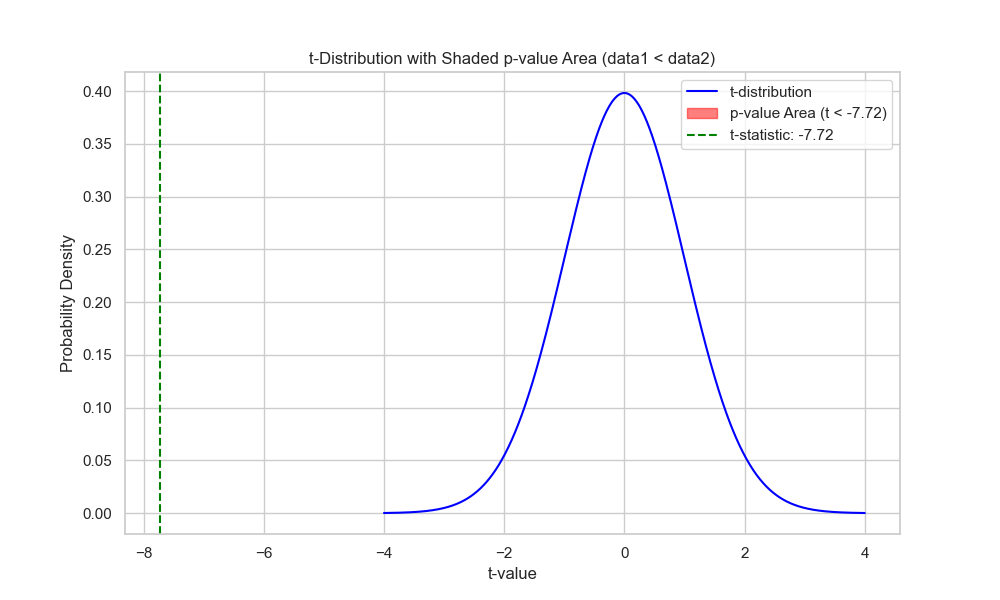 t-Distribution with Shaded p-value Area (data1 < data2)
t-distribution
p-value Area (t < -7.72)
t-statistic: -7.72
Probability Density
0.40
0.35
0.30
0.25
0.20
0.15
0.10
0.05
0.00
−8 −6 −4 −2 0 2 4
t-value